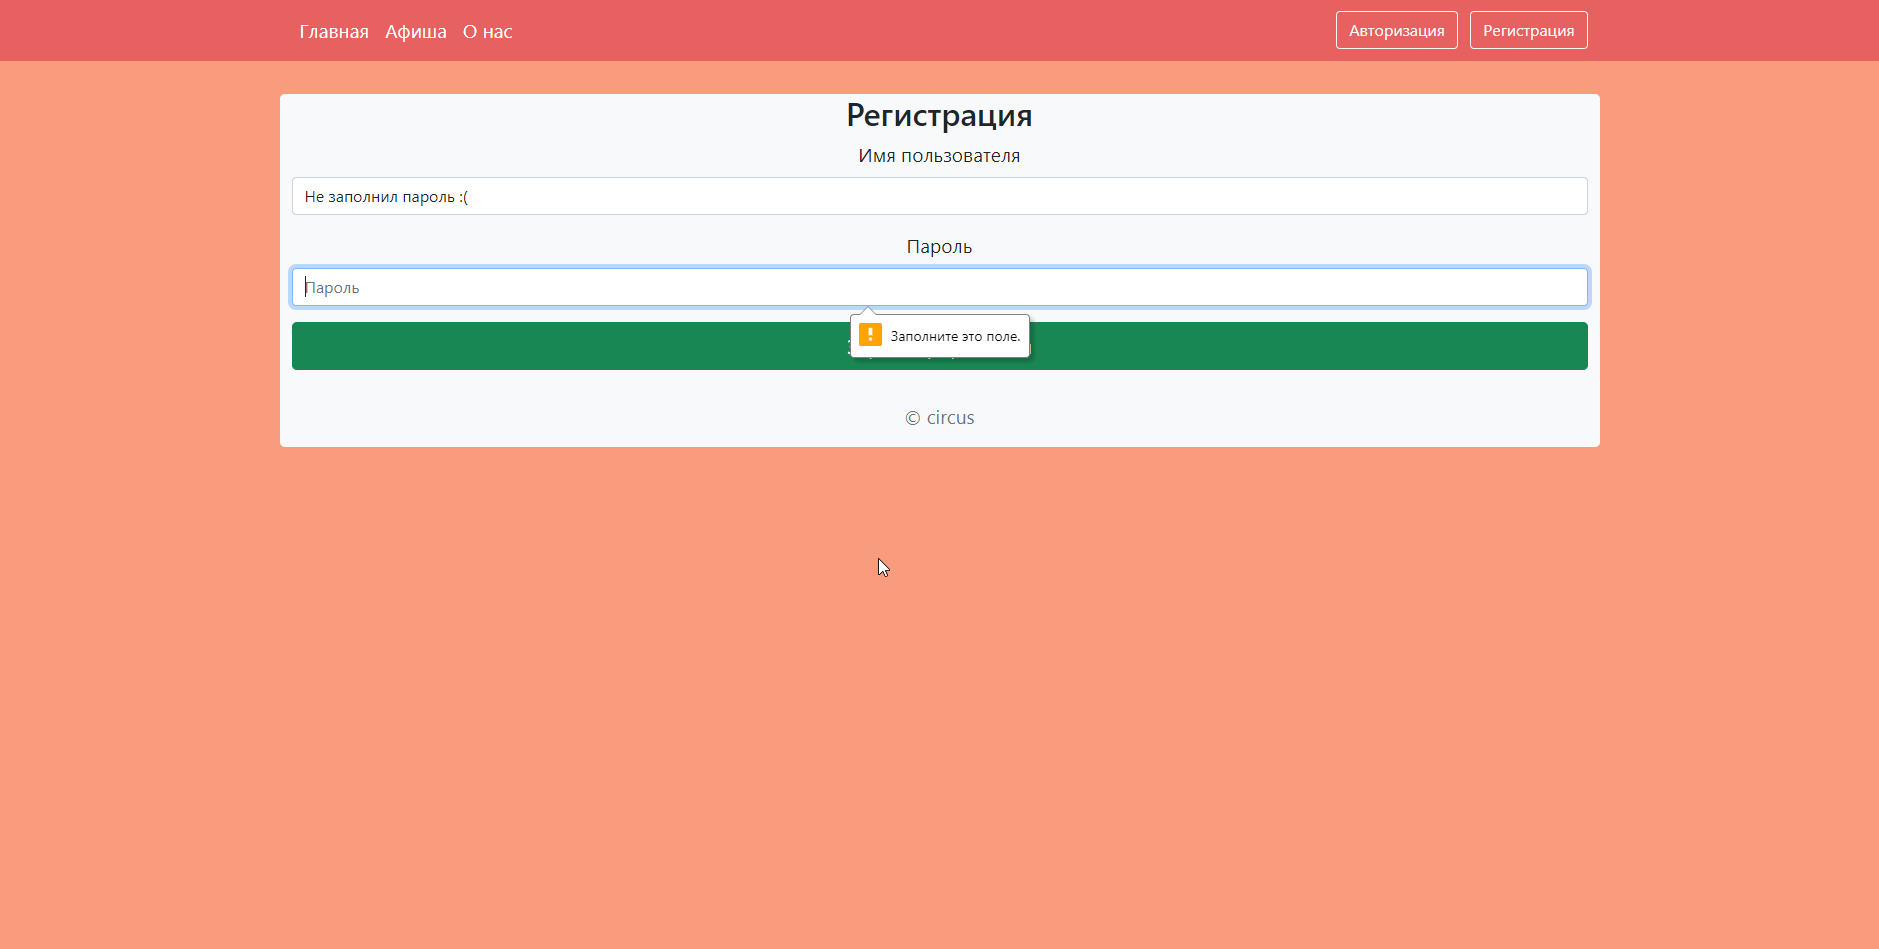 Главная Афиша О нас Авторизация Регистрация
Регистрация
Имя пользователя
Не заполнил пароль :(
Пароль
Пароль
Заполните это поле.
© circus